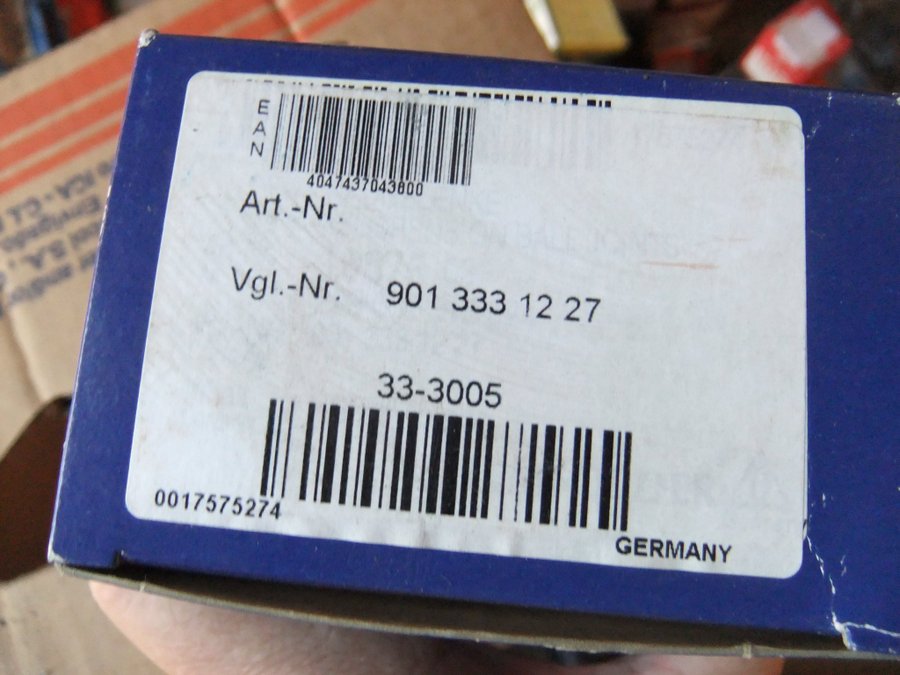 EAN
4047437043800
Art.-Nr.
Vgl.-Nr. 901 333 12 27
33-3005
0017575274
GERMANY